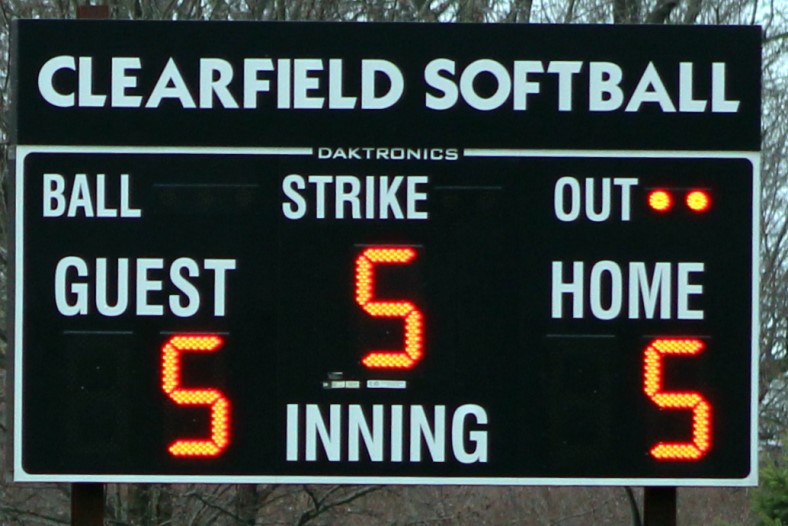 CLEARFIELD SOFTBALL
DAKTRONICS
BALL STRIKE OUT
GUEST 5 HOME
5 5
INNING